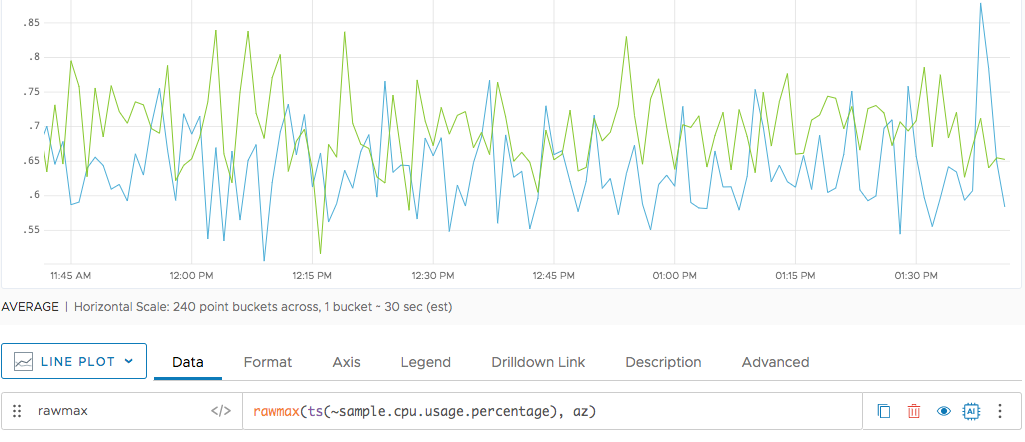 .85
.8
.75
.7
.65
.6
.55
11:45 AM 12:00 PM 12:15 PM 12:30 PM 12:45 PM 01:00 PM 01:15 PM 01:30 PM
AVERAGE | Horizontal Scale: 240 point buckets across, 1 bucket ~ 30 sec (est)
LINE PLOT Data Format Axis Legend Drilldown Link Description Advanced
rawmax </> rawmax(ts(~sample.cpu.usage.percentage), az) AI